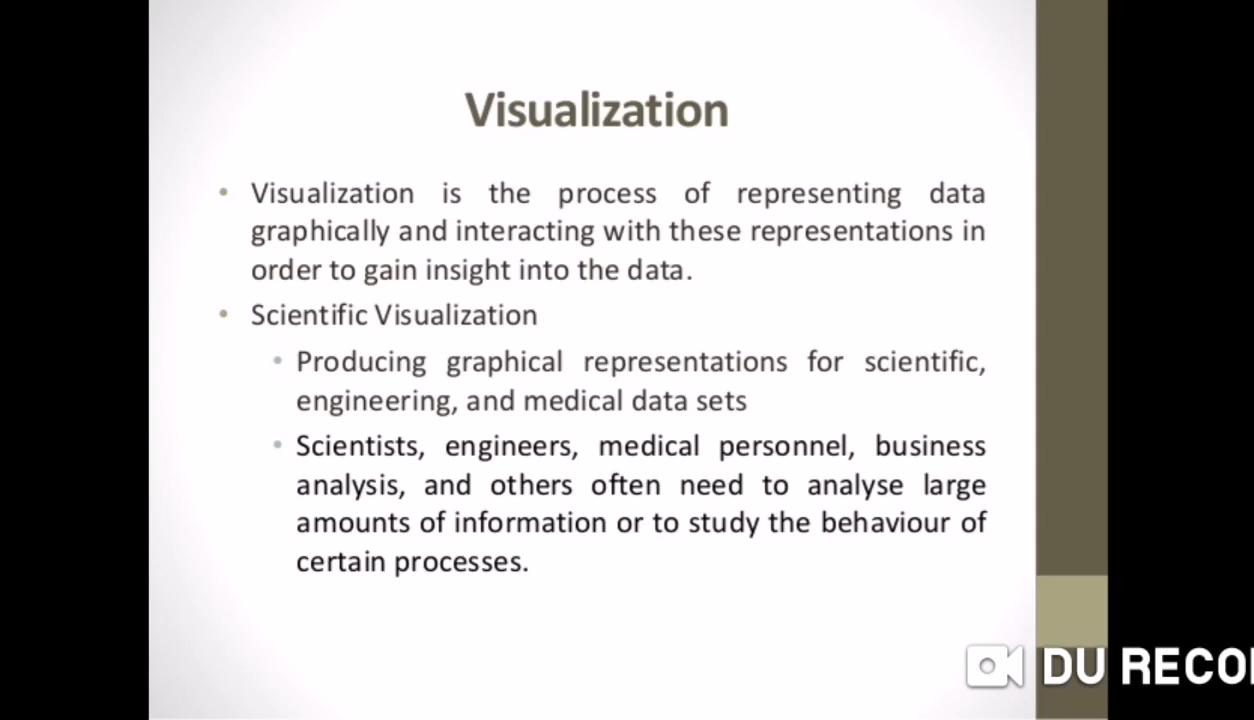 Visualization
• Visualization is the process of representing data
graphically and interacting with these representations in
order to gain insight into the data.
• Scientific Visualization
• Producing graphical representations for scientific,
engineering, and medical data sets
• Scientists, engineers, medical personnel, business
analysis, and others often need to analyse large
amounts of information or to study the behaviour of
certain processes.
DU RECO